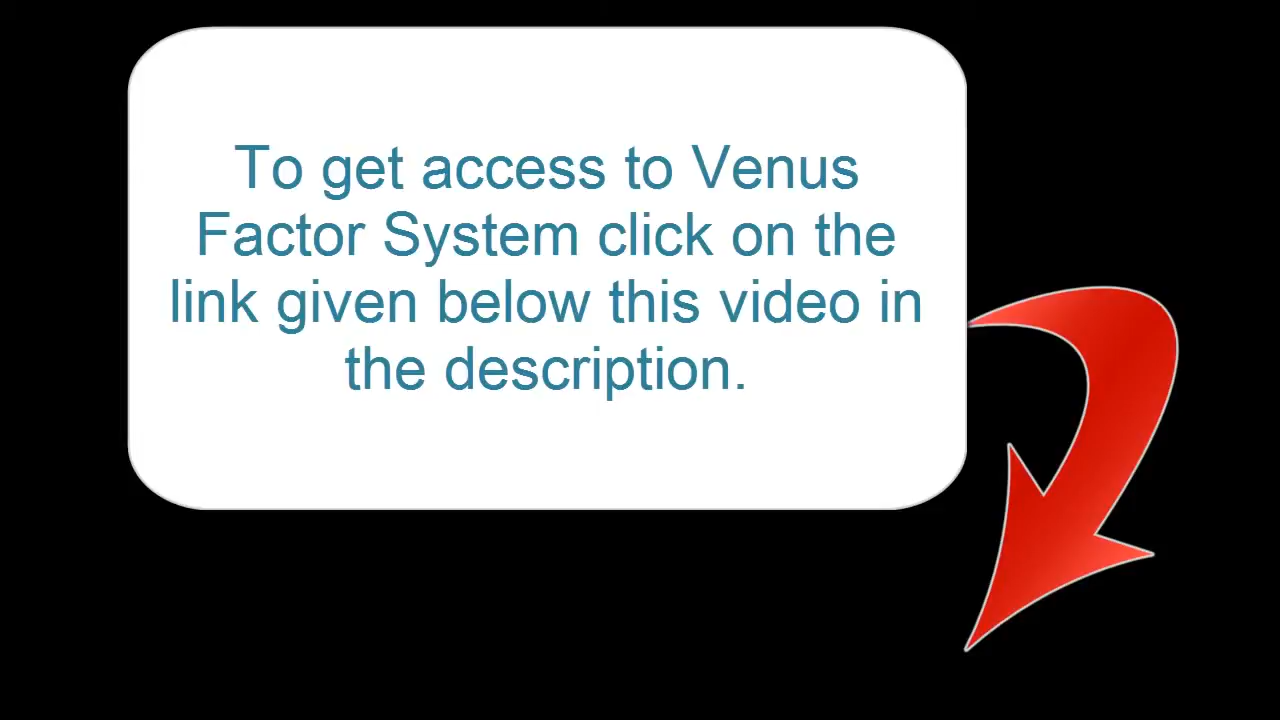 To get access to Venus
Factor System click on the
link given below this video in
the description.